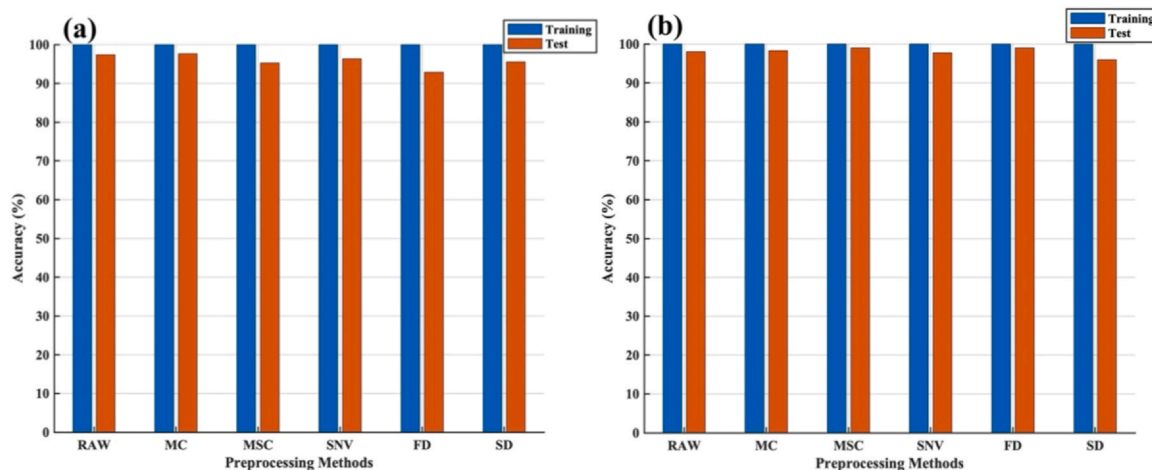 (a)
Training
Test
100
90
80
70
60
50
40
30
20
10
0
Accuracy (%)
RAW MC MSC SNV FD SD
Preprocessing Methods
(b)
Training
Test
100
90
80
70
60
50
40
30
20
10
0
Accuracy (%)
RAW MC MSC SNV FD SD
Preprocessing Methods